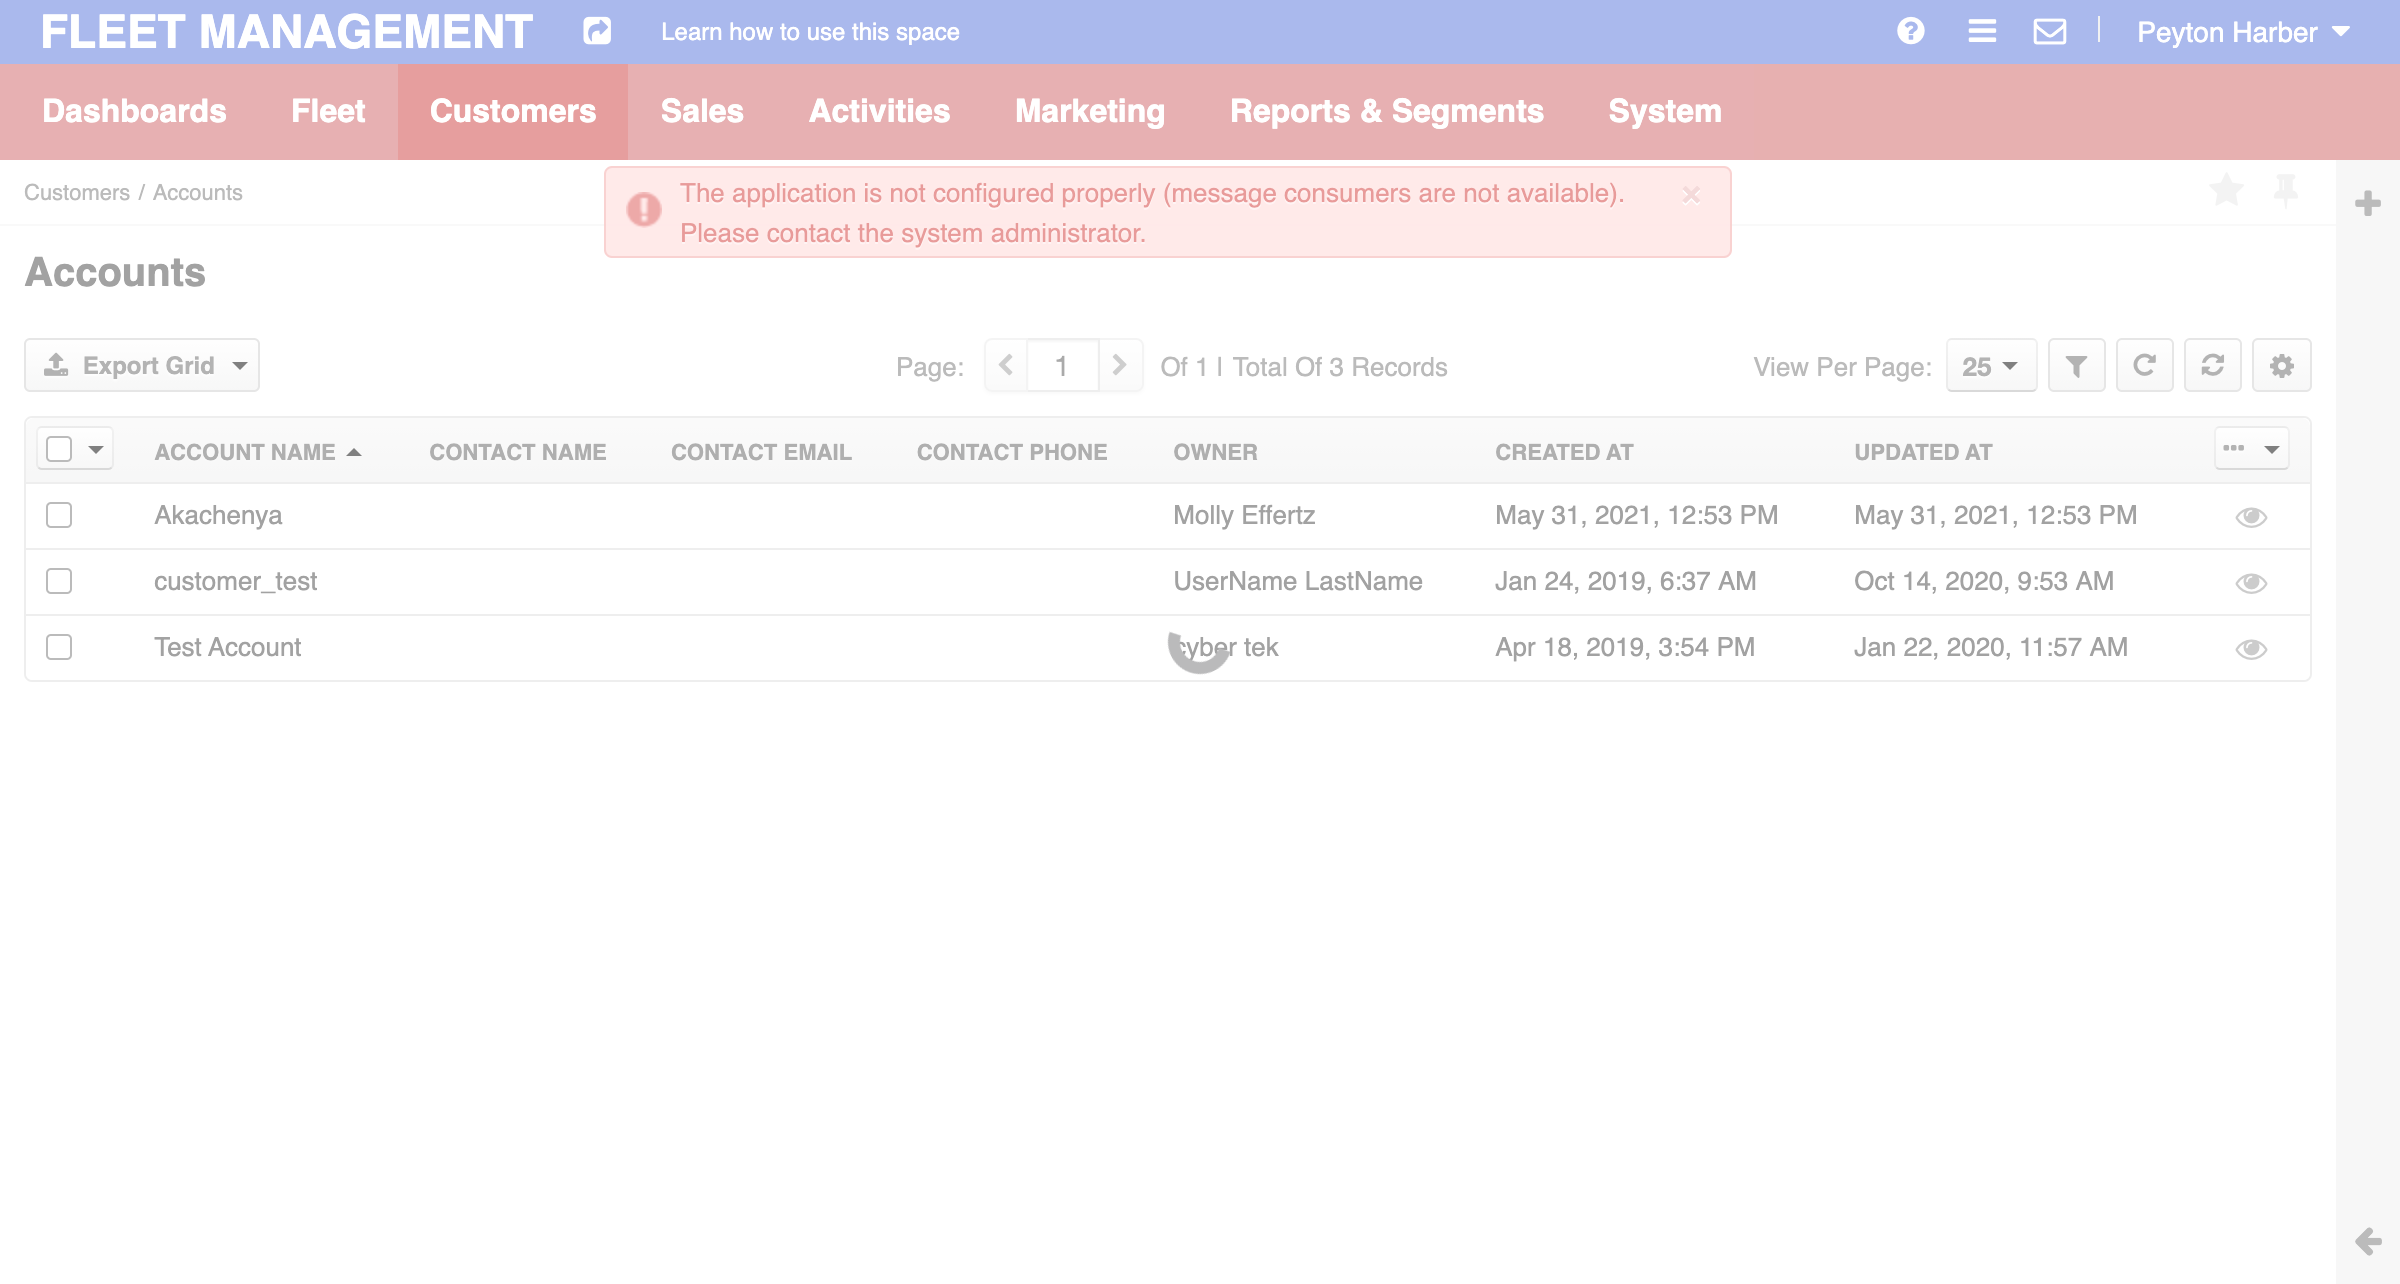 FLEET MANAGEMENT Learn how to use this space Peyton Harber
Dashboards Fleet Customers Sales Activities Marketing Reports & Segments System
Customers / Accounts
The application is not configured properly (message consumers are not available). ×
Please contact the system administrator.
Accounts
Export Grid Page: 1 Of 1 | Total Of 3 Records View Per Page: 25
ACCOUNT NAME CONTACT NAME CONTACT EMAIL CONTACT PHONE OWNER CREATED AT UPDATED AT
Akachenya Molly Effertz May 31, 2021, 12:53 PM May 31, 2021, 12:53 PM
customer_test UserName LastName Jan 24, 2019, 6:37 AM Oct 14, 2020, 9:53 AM
Test Account cyber tek Apr 18, 2019, 3:54 PM Jan 22, 2020, 11:57 AM